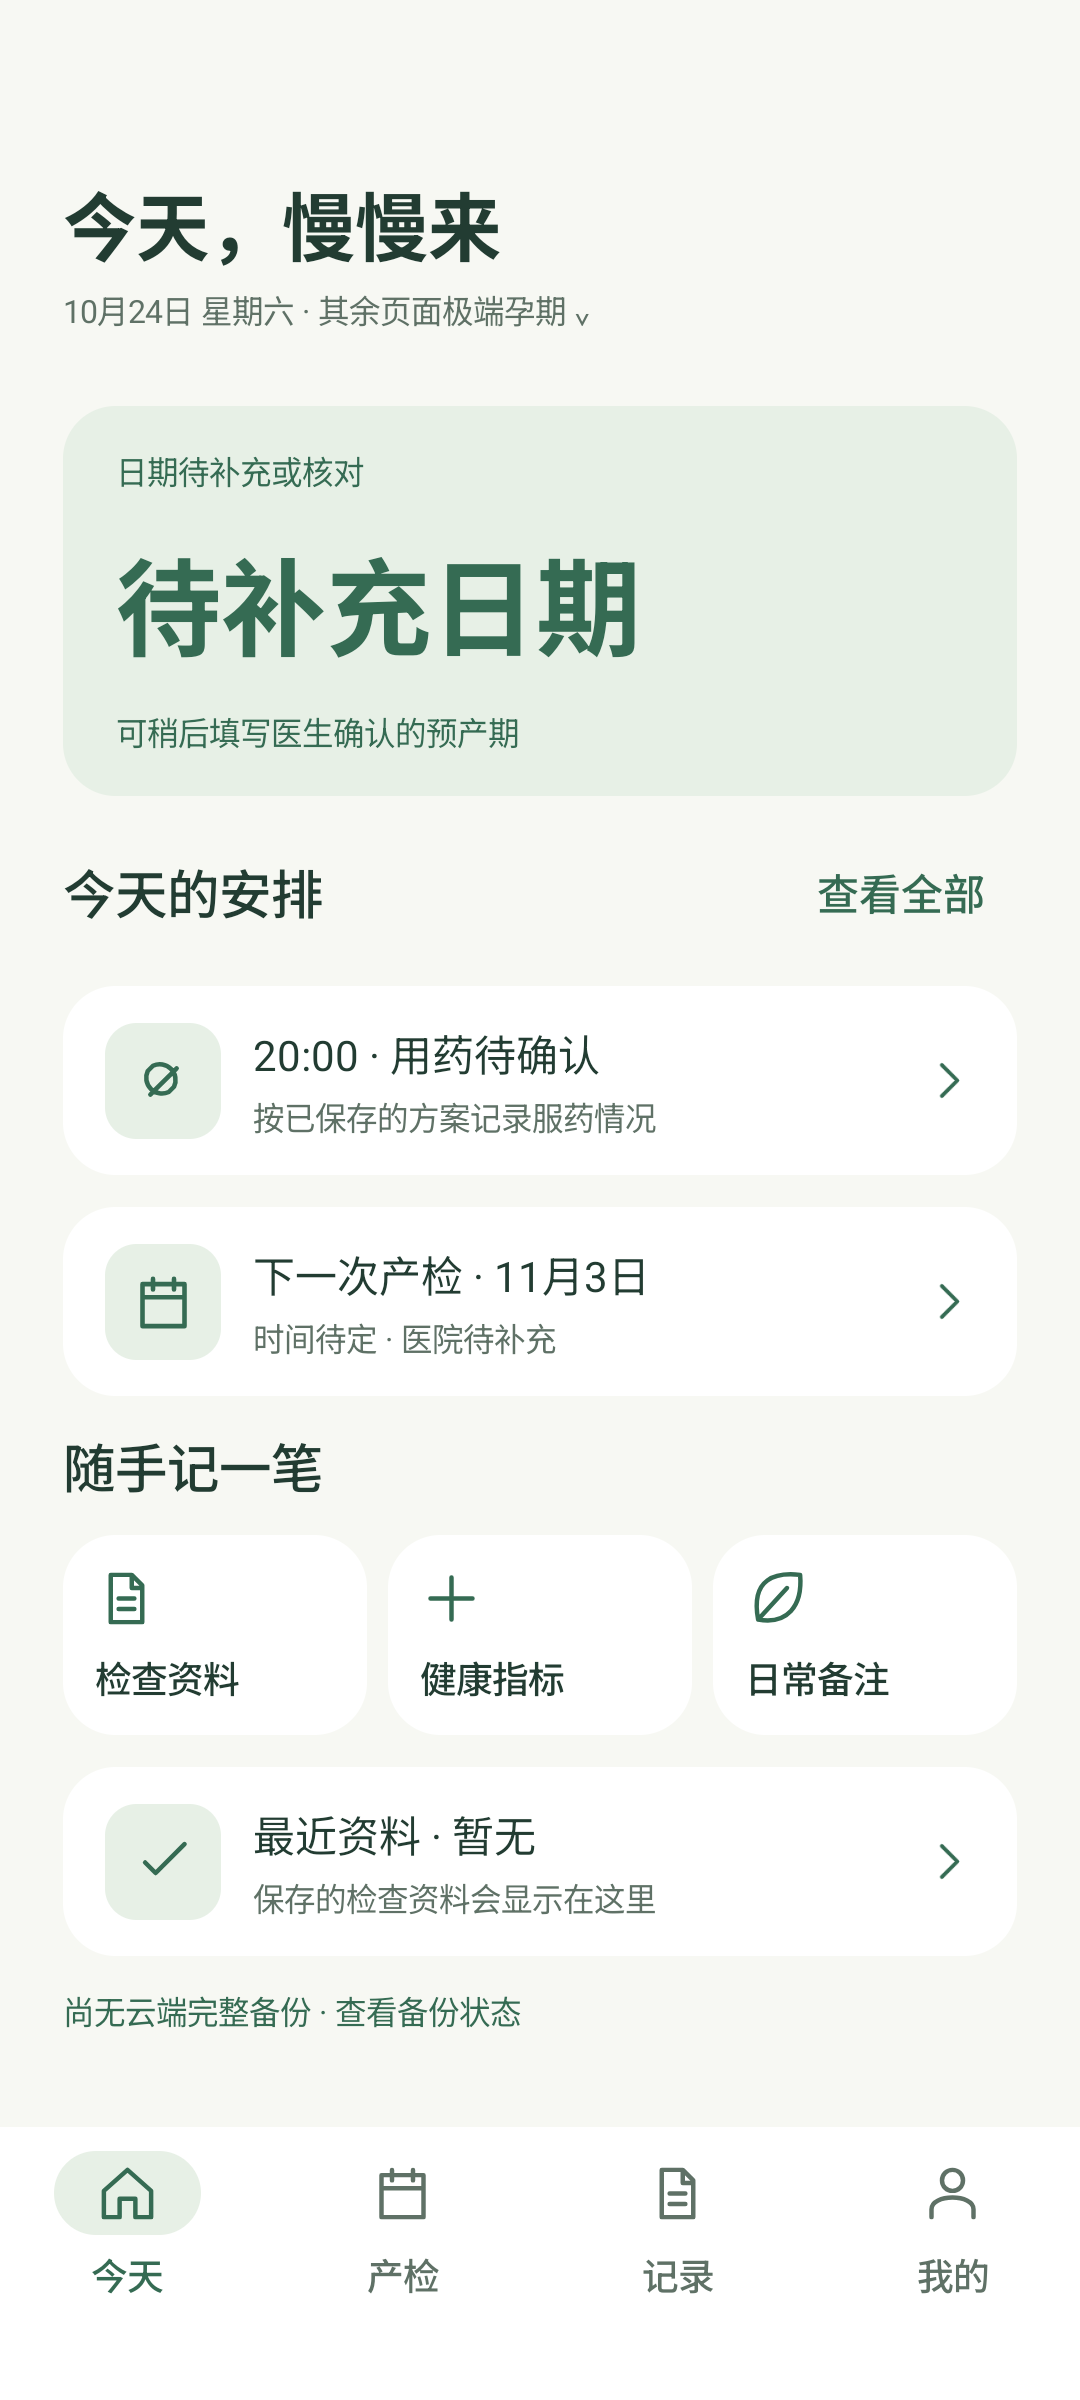 今天，慢慢来
10月24日 星期六 · 其余页面极端孕期
日期待补充或核对
待补充日期
可稍后填写医生确认的预产期
今天的安排
查看全部
20:00 · 用药待确认
按已保存的方案记录服药情况
下一次产检 · 11月3日
时间待定 · 医院待补充
随手记一笔
检查资料
健康指标
日常备注
最近资料 · 暂无
保存的检查资料会显示在这里
尚无云端完整备份 · 查看备份状态
今天
产检
记录
我的